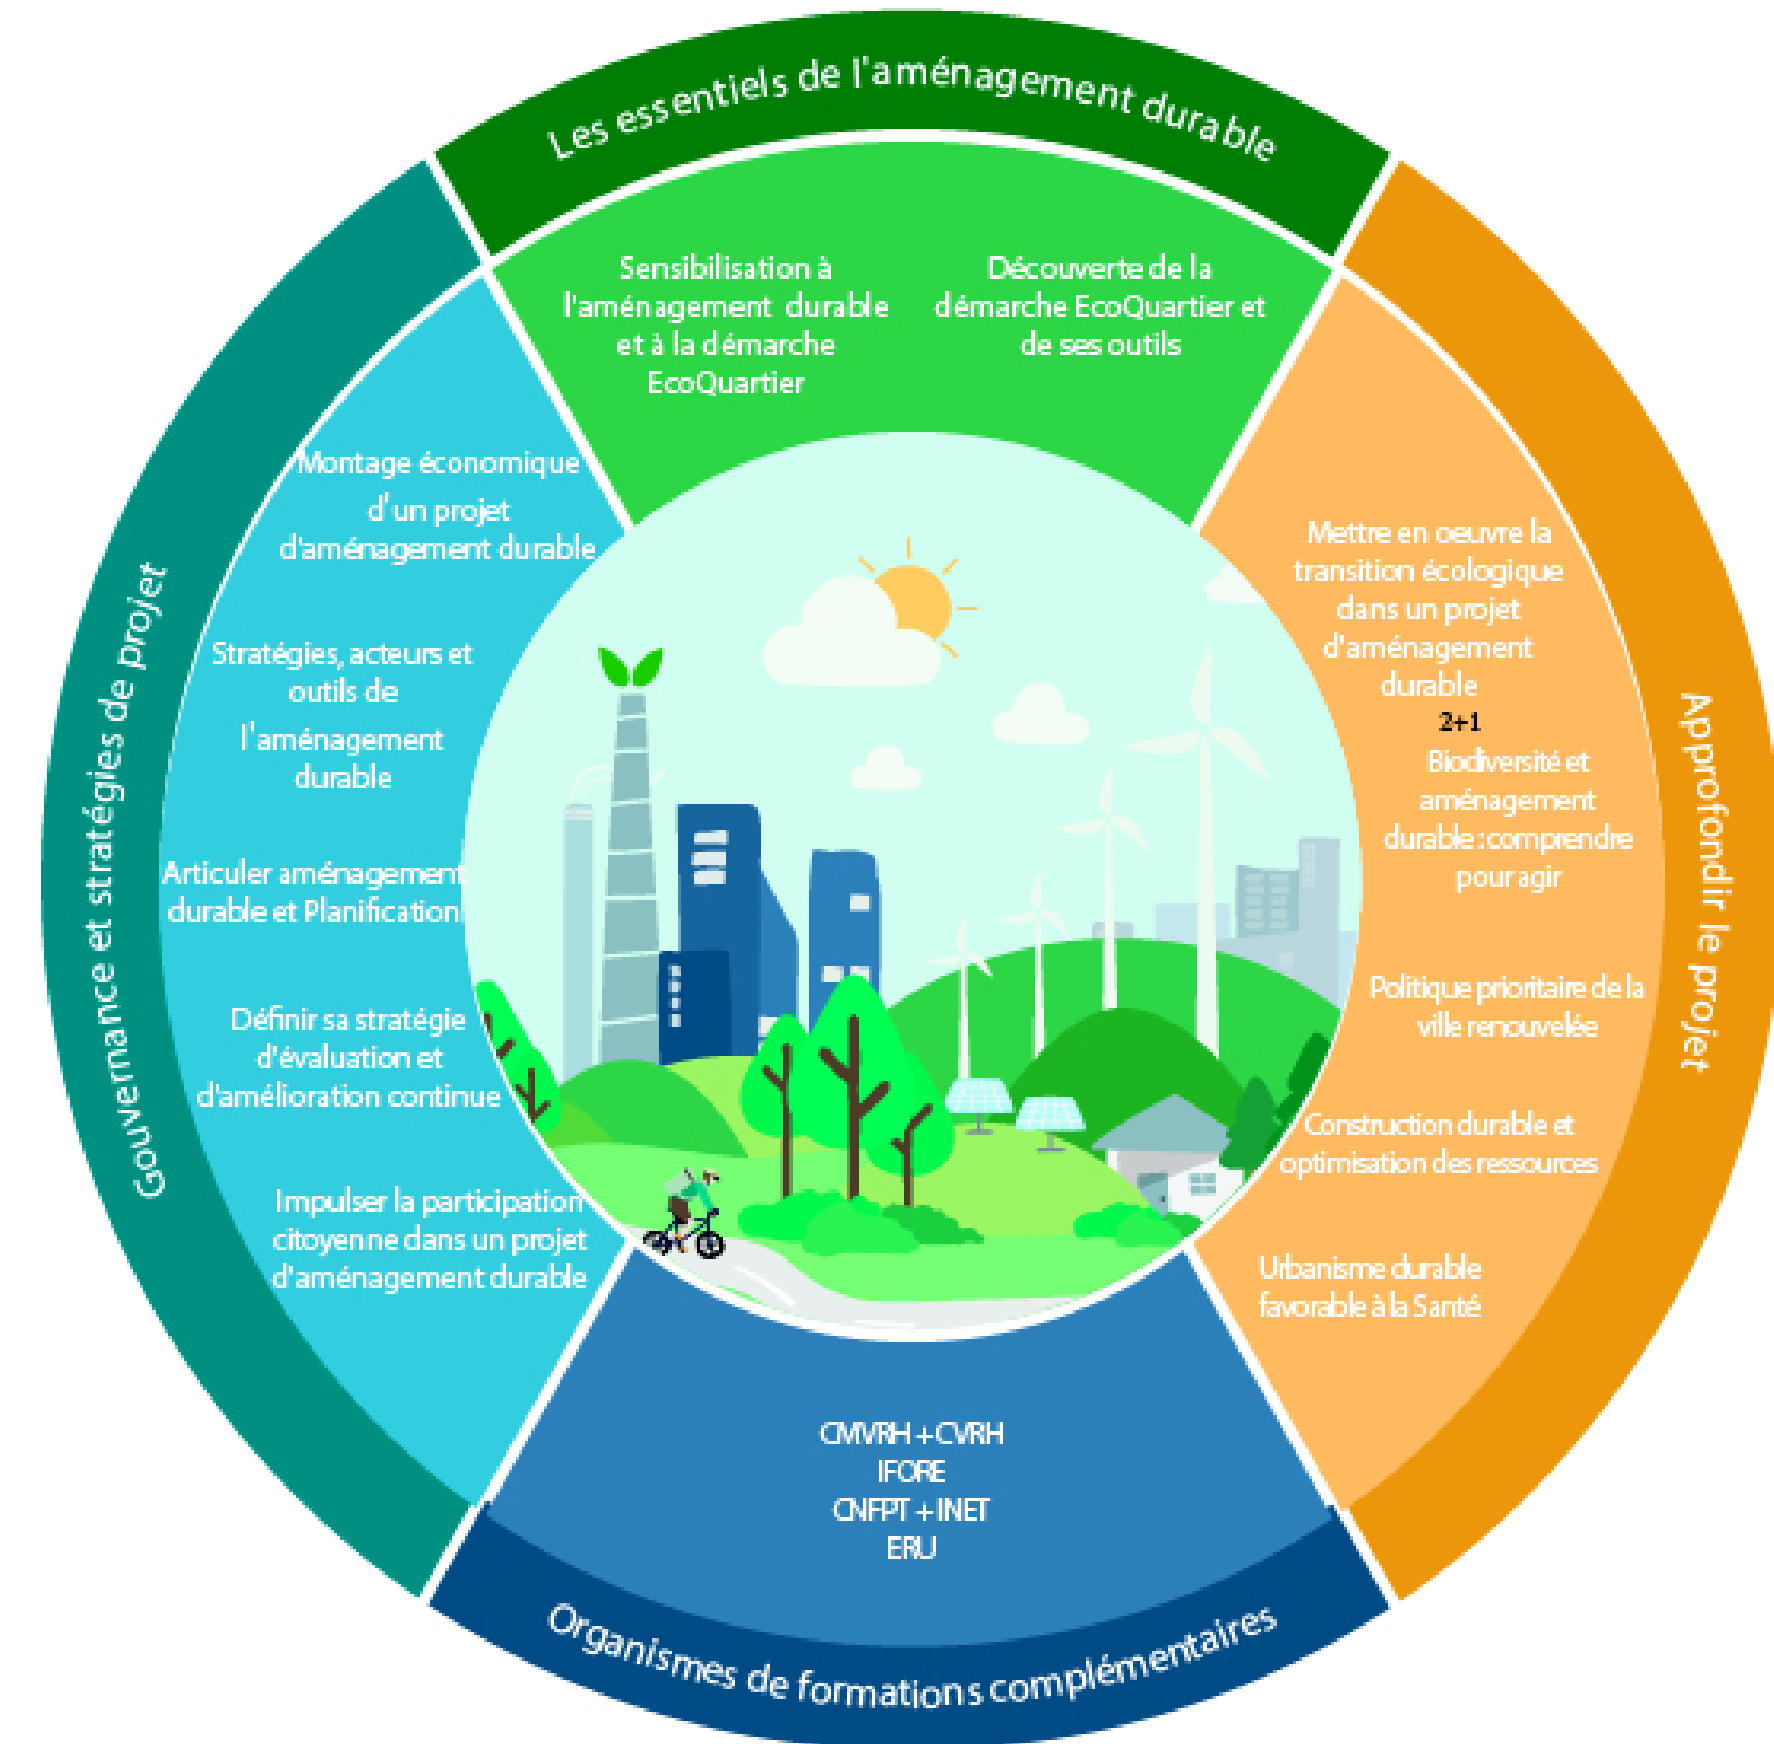 Les essentiels de l'aménagement durable
Sensibilisation à
l'aménagement durable
et à la démarche
EcoQuartier
Découverte de la
démarche EcoQuartier et
de ses outils
Gouvernance et stratégies de projet
Montage économique
d'un projet
d'aménagement durable
Stratégies, acteurs et
outils de
l'aménagement
durable
Articuler aménagement
durable et Planification
Définir sa stratégie
d'évaluation et
d'amélioration continue
Impulser la participation
citoyenne dans un projet
d'aménagement durable
Approfondir le projet
Mettre en oeuvre la
transition écologique
dans un projet
d'aménagement
durable
2+1
Biodiversité et
aménagement
durable : comprendre
pour agir
Politique prioritaire de la
ville renouvelée
Construction durable et
optimisation des ressources
Urbanisme durable
favorable à la Santé
CMVRH + CVRH
IFORE
CNFPT + INET
ERU
Organismes de formations complémentaires